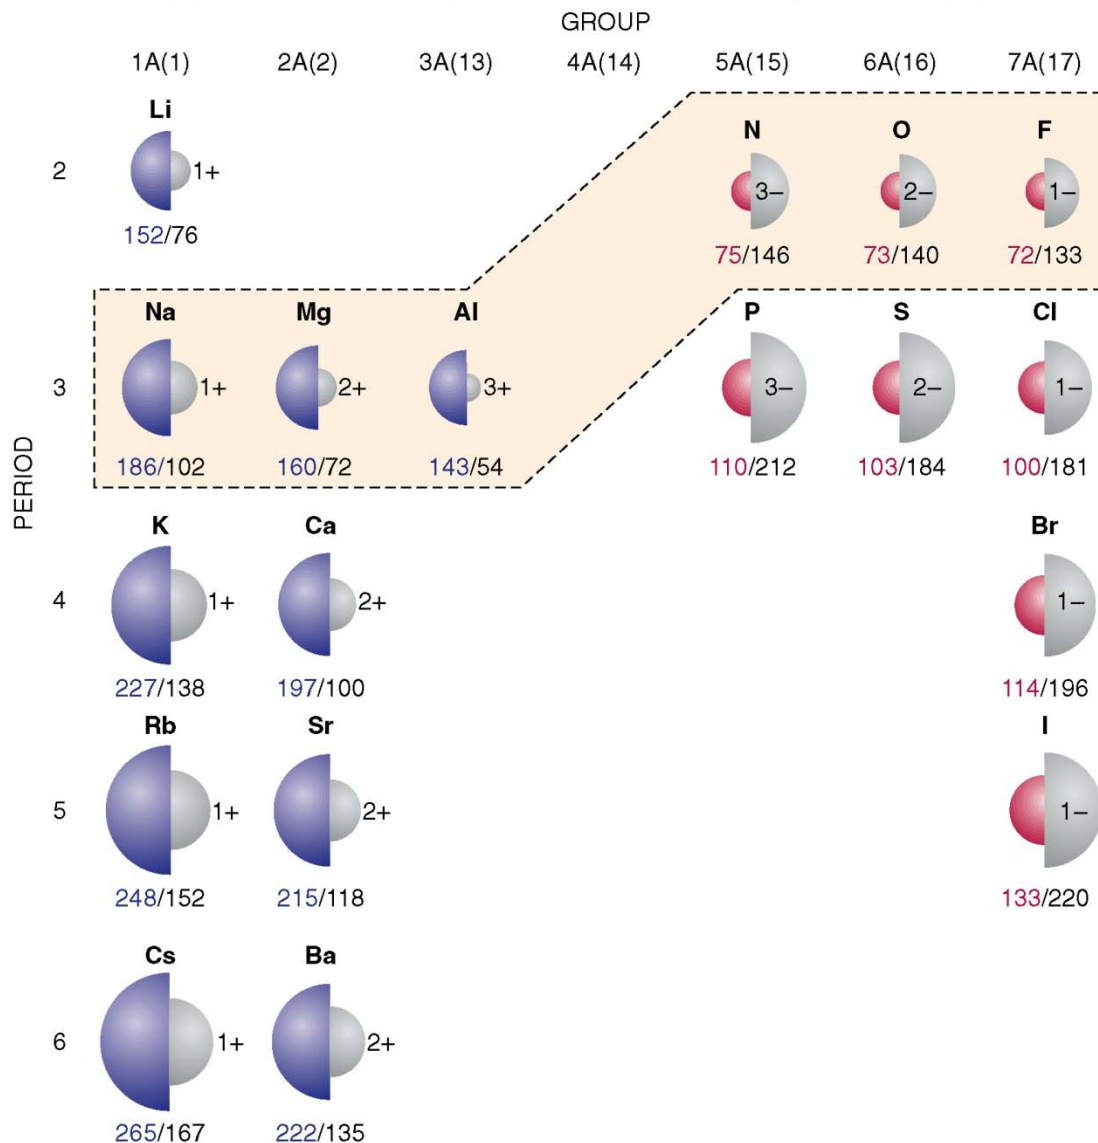 GROUP
1A(1) 2A(2) 3A(13) 4A(14) 5A(15) 6A(16) 7A(17)
Li N O F
2 1+ 3– 2– 1–
152/76 75/146 73/140 72/133
Na Mg Al P S Cl
3 1+ 2+ 3+ 3– 2– 1–
186/102 160/72 143/54 110/212 103/184 100/181
PERIOD
K Ca Br
4 1+ 2+ 1–
227/138 197/100 114/196
Rb Sr I
5 1+ 2+ 1–
248/152 215/118 133/220
Cs Ba
6 1+ 2+
265/167 222/135